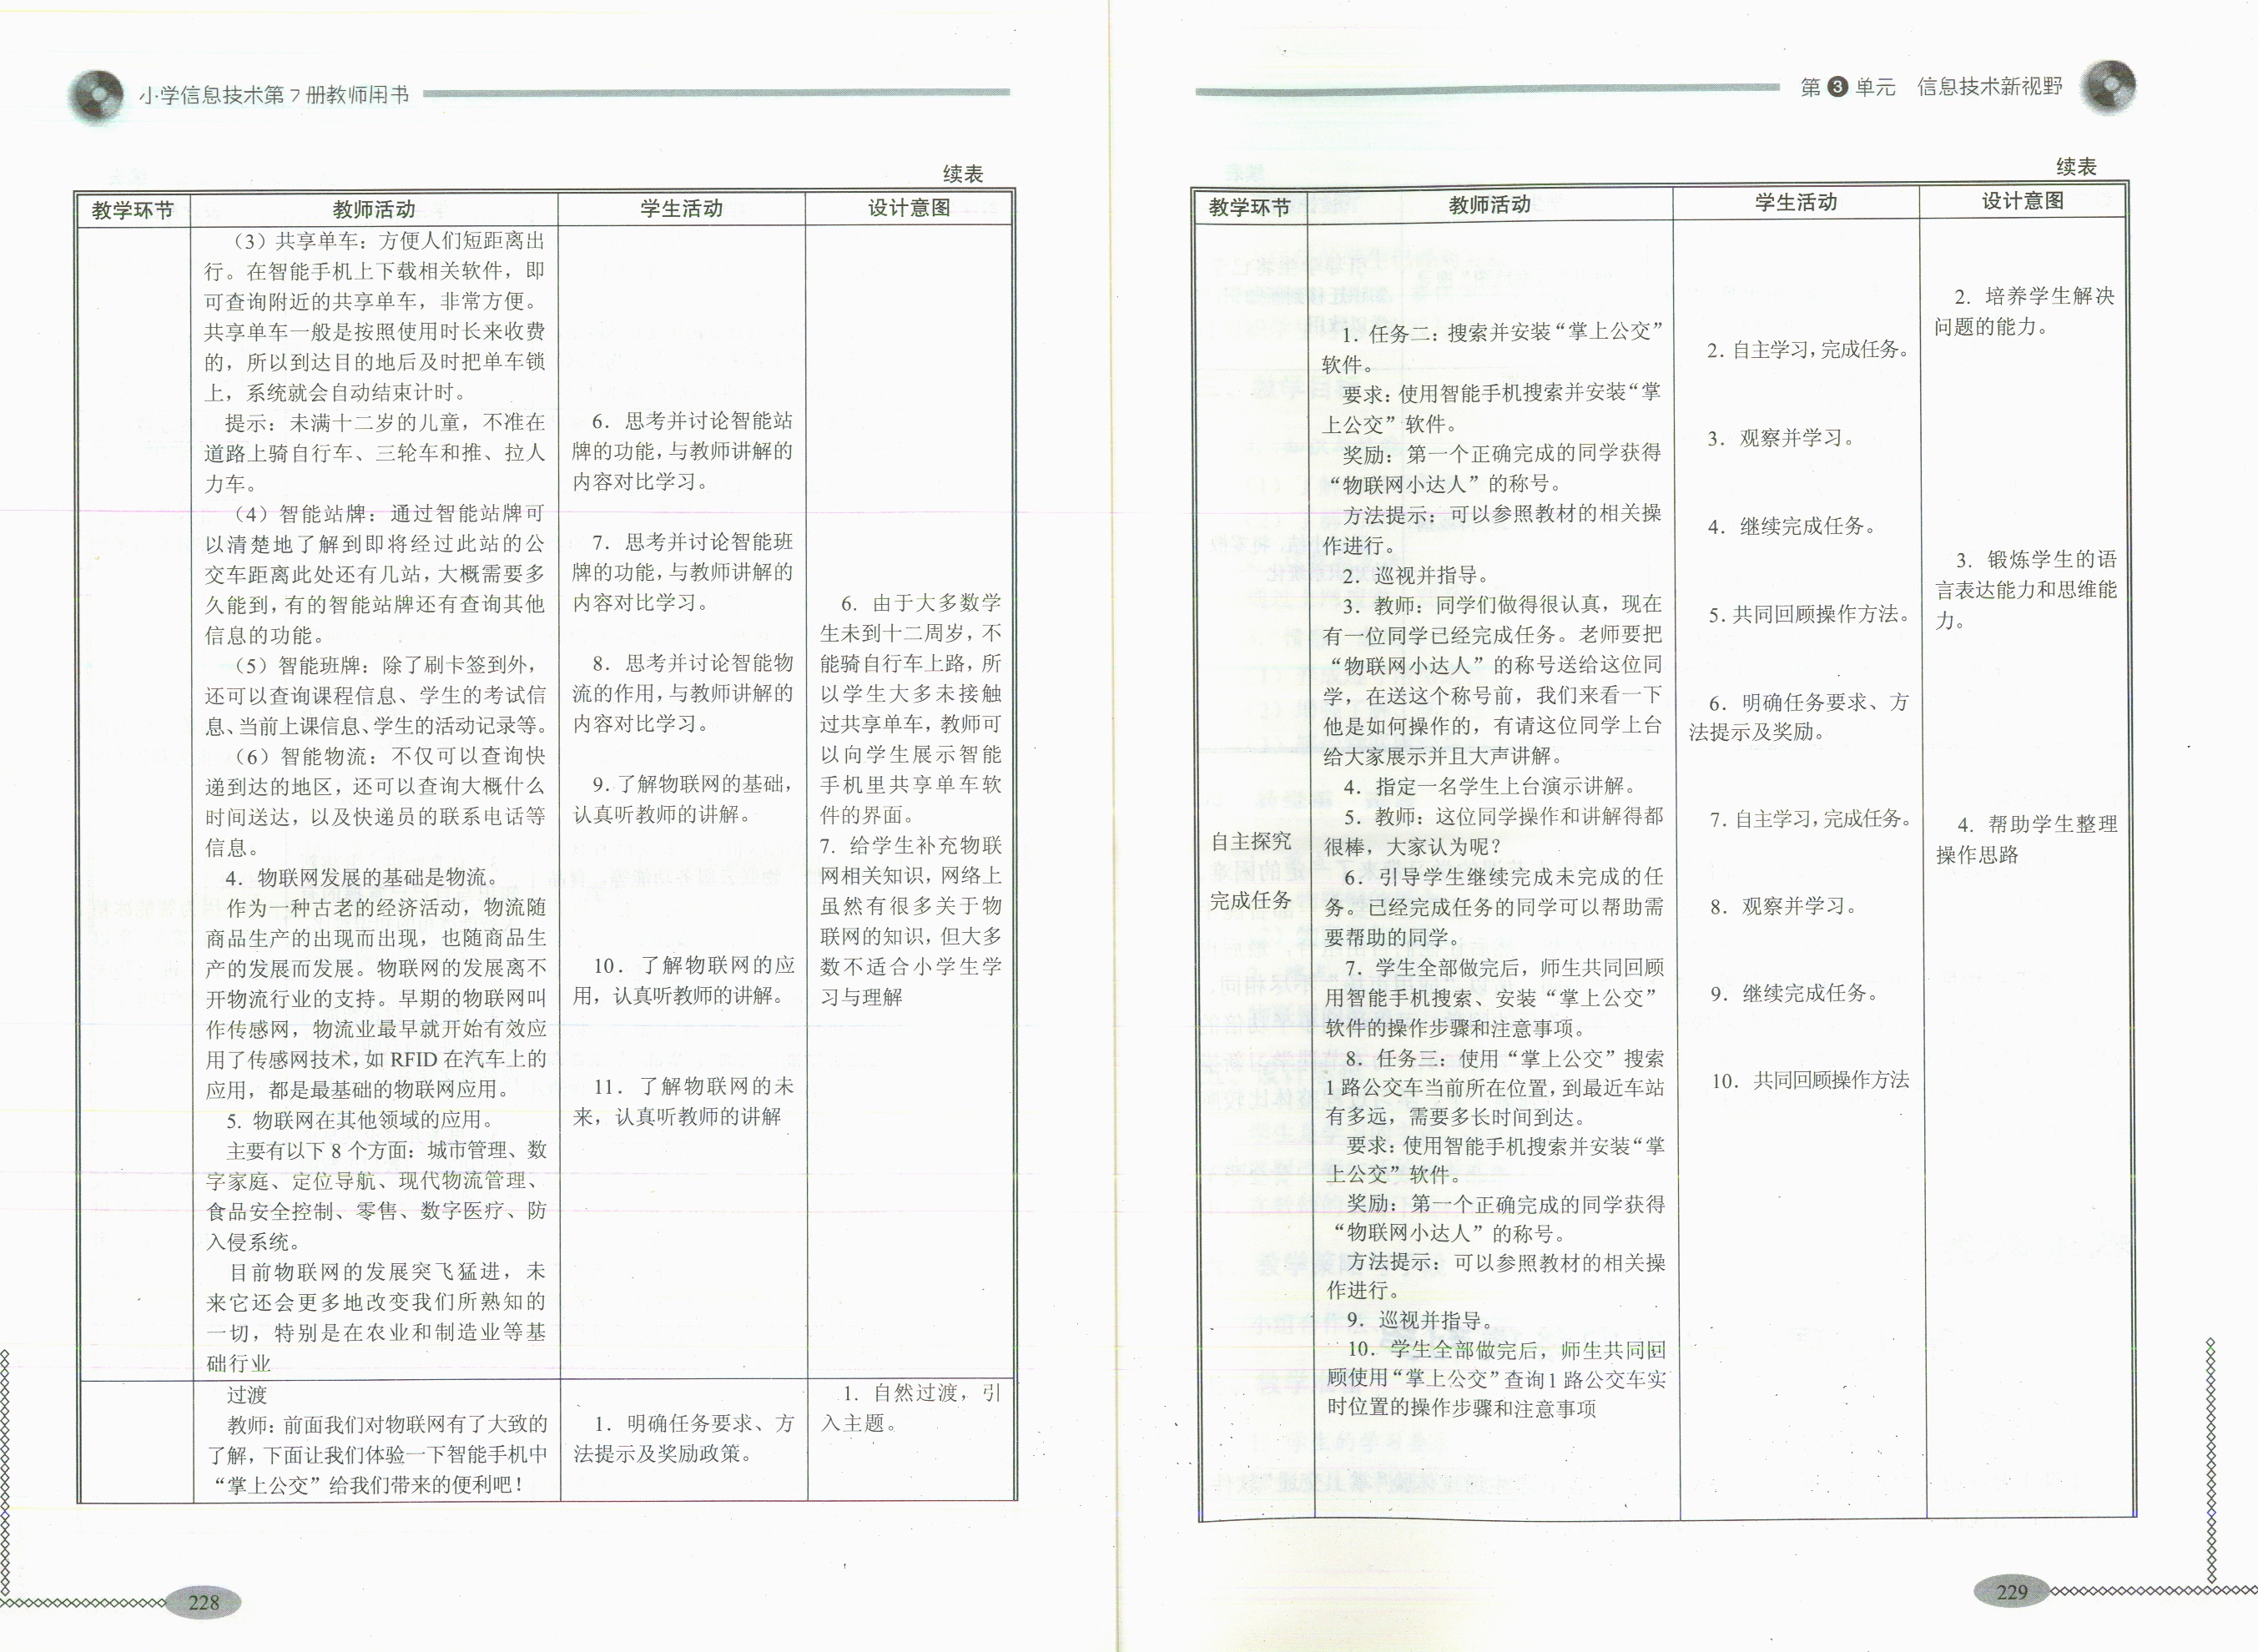 小学信息技术第7册教师用书
续表
教学环节
教师活动
学生活动
设计意图
（3）共享单车：方便人们短距离出
行。在智能手机上下载相关软件，即
可查询附近的共享单车，非常方便。
共享单车一般是按照使用时长来收费
的，所以到达目的地后及时把单车锁
上，系统就会自动结束计时。
提示：未满十二岁的儿童，不准在
道路上骑自行车、三轮车和推、拉人
力车。
（4）智能站牌：通过智能站牌可
以清楚地了解到即将经过此站的公
交车距离此处还有几站，大概需要多
久能到，有的智能站牌还有查询其他
信息的功能。
（5）智能班牌：除了刷卡签到外，
还可以查询课程信息、学生的考试信
息、当前上课信息、学生的活动记录等。
（6）智能物流：不仅可以查询快
递到达的地区，还可以查询大概什么
时间送达，以及快递员的联系电话等
信息。
4. 物联网发展的基础是物流。
作为一种古老的经济活动，物流随
商品生产的出现而出现，也随商品生
产的发展而发展。物联网的发展离不
开物流行业的支持。早期的物联网叫
作传感网，物流业最早就开始有效应
用了传感网技术，如 RFID 在汽车上的
应用，都是最基础的物联网应用。
5. 物联网在其他领域的应用。
主要有以下 8 个方面：城市管理、数
字家庭、定位导航、现代物流管理、
食品安全控制、零售、数字医疗、防
入侵系统。
目前物联网的发展突飞猛进，未
来它还会更多地改变我们所熟知的
一切，特别是在农业和制造业等基
础行业
6. 思考并讨论智能站
牌的功能，与教师讲解的
内容对比学习。
7. 思考并讨论智能班
牌的功能，与教师讲解的
内容对比学习。
8. 思考并讨论智能物
流的作用，与教师讲解的
内容对比学习。
9. 了解物联网的基础，
认真听教师的讲解。
10. 了解物联网的应
用，认真听教师的讲解。
11. 了解物联网的未
来，认真听教师的讲解
6. 由于大多数学
生未到十二周岁，不
能骑自行车上路，所
以学生大多未接触
过共享单车，教师可
以向学生展示智能
手机里共享单车软
件的界面。
7. 给学生补充物联
网相关知识，网络上
虽然有很多关于物
联网的知识，但大多
数不适合小学生学
习与理解
过渡
教师：前面我们对物联网有了大致的
了解，下面让我们体验一下智能手机中
“掌上公交”给我们带来的便利吧！
1. 明确任务要求、方
法提示及奖励政策。
1. 自然过渡，引
入主题。
228
第3单元 信息技术新视野
续表
教学环节
教师活动
学生活动
设计意图
自主探究
完成任务
1. 任务二：搜索并安装“掌上公交”
软件。
要求：使用智能手机搜索并安装“掌
上公交”软件。
奖励：第一个正确完成的同学获得
“物联网小达人”的称号。
方法提示：可以参照教材的相关操
作进行。
2. 巡视并指导。
3. 教师：同学们做得很认真，现在
有一位同学已经完成任务。老师要把
“物联网小达人”的称号送给这位同
学，在送这个称号前，我们来看一下
他是如何操作的，有请这位同学上台
给大家展示并且大声讲解。
4. 指定一名学生上台演示讲解。
5. 教师：这位同学操作和讲解得都
很棒，大家认为呢？
6. 引导学生继续完成未完成的任
务。已经完成任务的同学可以帮助需
要帮助的同学。
7. 学生全部做完后，师生共同回顾
用智能手机搜索、安装“掌上公交”
软件的操作步骤和注意事项。
8. 任务三：使用“掌上公交”搜索
1 路公交车当前所在位置，到最近车站
有多远，需要多长时间到达。
要求：使用智能手机搜索并安装“掌
上公交”软件。
奖励：第一个正确完成的同学获得
“物联网小达人”的称号。
方法提示：可以参照教材的相关操
作进行。
9. 巡视并指导。
10. 学生全部做完后，师生共同回
顾使用“掌上公交”查询 1 路公交车实
时位置的操作步骤和注意事项
2. 自主学习，完成任务。
3. 观察并学习。
4. 继续完成任务。
5. 共同回顾操作方法。
6. 明确任务要求、方
法提示及奖励。
7. 自主学习，完成任务。
8. 观察并学习。
9. 继续完成任务。
10. 共同回顾操作方法
2. 培养学生解决
问题的能力。
3. 锻炼学生的语
言表达能力和思维能
力。
4. 帮助学生整理
操作思路
229